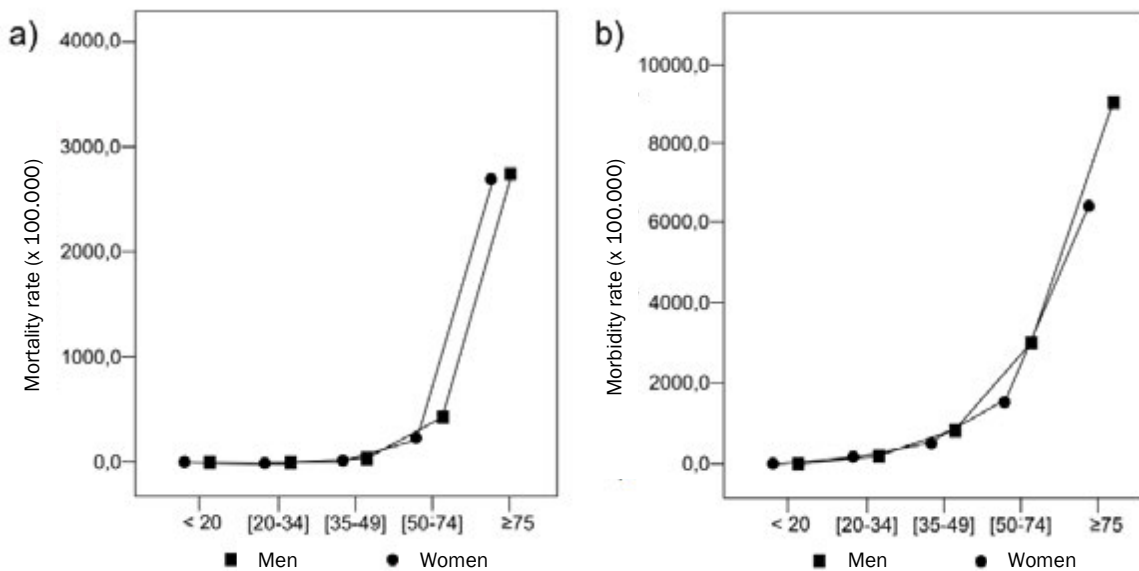 a)
Mortality rate (x 100.000)
4000,0
3000,0
2000,0
1000,0
0,0
< 20 [20-34] [35-49] [50-74] ≥75
Men Women
b)
Morbidity rate (x 100.000)
10000,0
8000,0
6000,0
4000,0
2000,0
0,0
< 20 [20-34] [35-49] [50-74] ≥75
Men Women